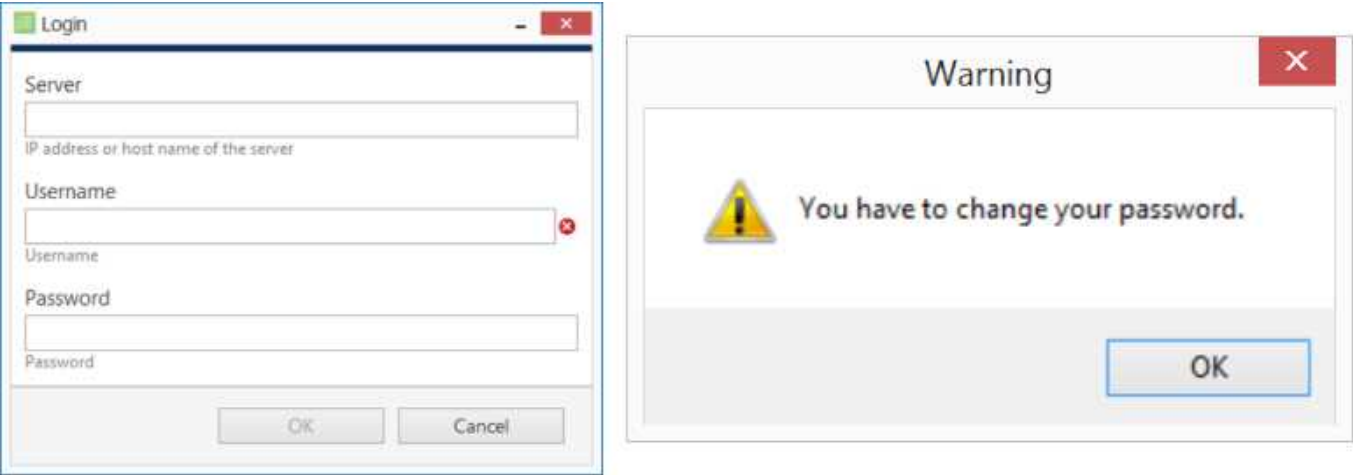 Login
Server
IP address or host name of the server
Username
Username
Password
Password
OK
Cancel
Warning
You have to change your password.
OK